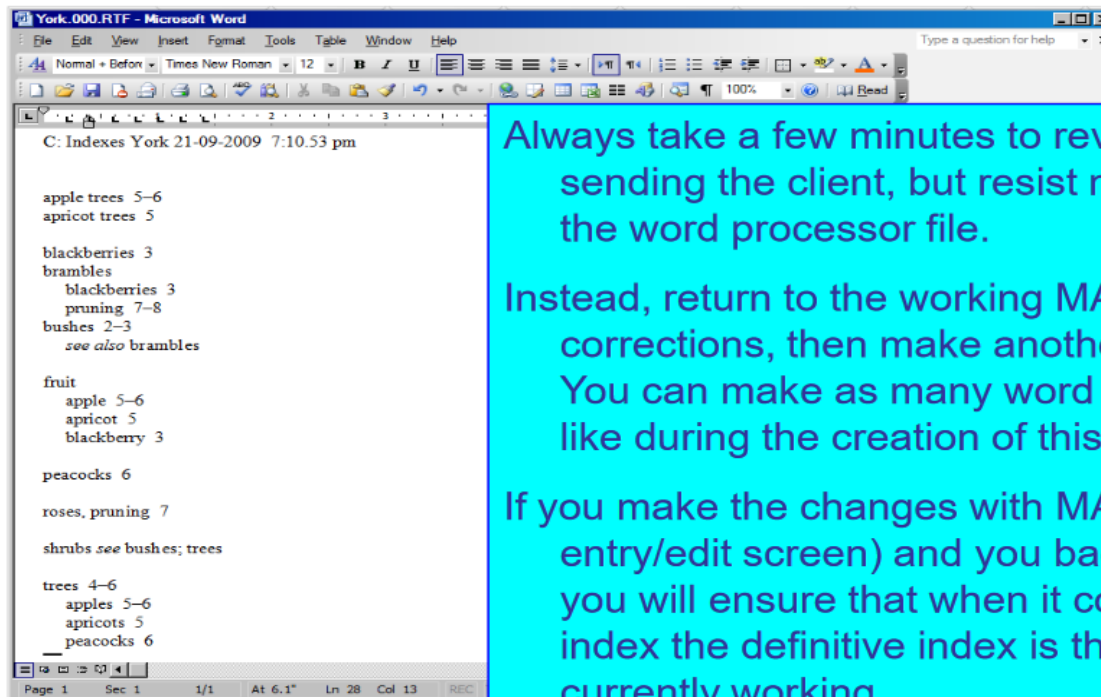 York.000.RTF - Microsoft Word
File Edit View Insert Format Tools Table Window Help
Type a question for help
Normal + Before Times New Roman 12 B I U
100% Read
C: Indexes York 21-09-2009 7:10.53 pm
apple trees 5–6
apricot trees 5
blackberries 3
brambles
blackberries 3
pruning 7–8
bushes 2–3
see also brambles
fruit
apple 5–6
apricot 5
blackberry 3
peacocks 6
roses, pruning 7
shrubs see bushes; trees
trees 4–6
apples 5–6
apricots 5
peacocks 6
Page 1 Sec 1 1/1 At 6.1" Ln 28 Col 13 REC
Always take a few minutes to rev
sending the client, but resist
the word processor file.
Instead, return to the working MA
corrections, then make anoth
You can make as many word
like during the creation of this
If you make the changes with MA
entry/edit screen) and you ba
you will ensure that when it c
index the definitive index is th
currently working